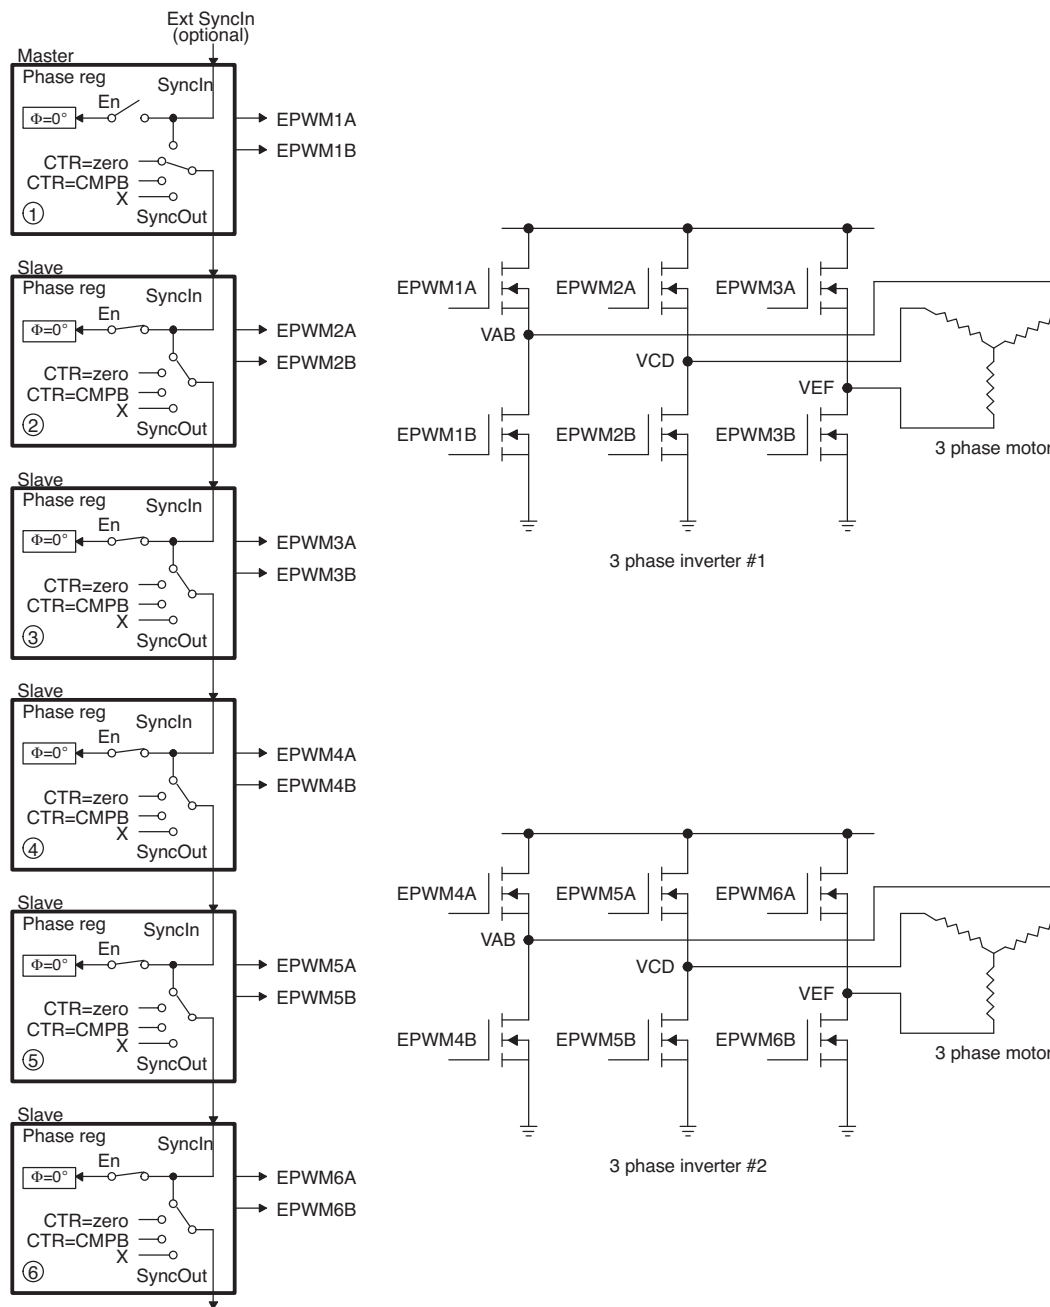 Ext SyncIn
(optional)
Master
Phase reg
SyncIn
En
Φ=0°
EPWM1A
EPWM1B
CTR=zero
CTR=CMPB
X
1
SyncOut
Slave
Phase reg
SyncIn
En
Φ=0°
EPWM2A
EPWM2B
CTR=zero
CTR=CMPB
X
2
SyncOut
Slave
Phase reg
SyncIn
En
Φ=0°
EPWM3A
EPWM3B
CTR=zero
CTR=CMPB
X
3
SyncOut
Slave
Phase reg
SyncIn
En
Φ=0°
EPWM4A
EPWM4B
CTR=zero
CTR=CMPB
X
4
SyncOut
Slave
Phase reg
SyncIn
En
Φ=0°
EPWM5A
EPWM5B
CTR=zero
CTR=CMPB
X
5
SyncOut
Slave
Phase reg
SyncIn
En
Φ=0°
EPWM6A
EPWM6B
CTR=zero
CTR=CMPB
X
6
SyncOut
EPWM1A
EPWM2A
EPWM3A
VAB
VCD
VEF
EPWM1B
EPWM2B
EPWM3B
3 phase motor
3 phase inverter #1
EPWM4A
EPWM5A
EPWM6A
VAB
VCD
VEF
EPWM4B
EPWM5B
EPWM6B
3 phase motor
3 phase inverter #2